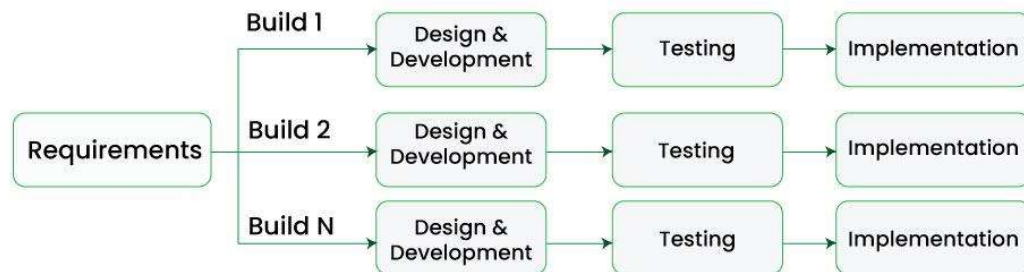 Build 1
Design &
Development
Testing
Implementation
Requirements
Build 2
Design &
Development
Testing
Implementation
Build N
Design &
Development
Testing
Implementation